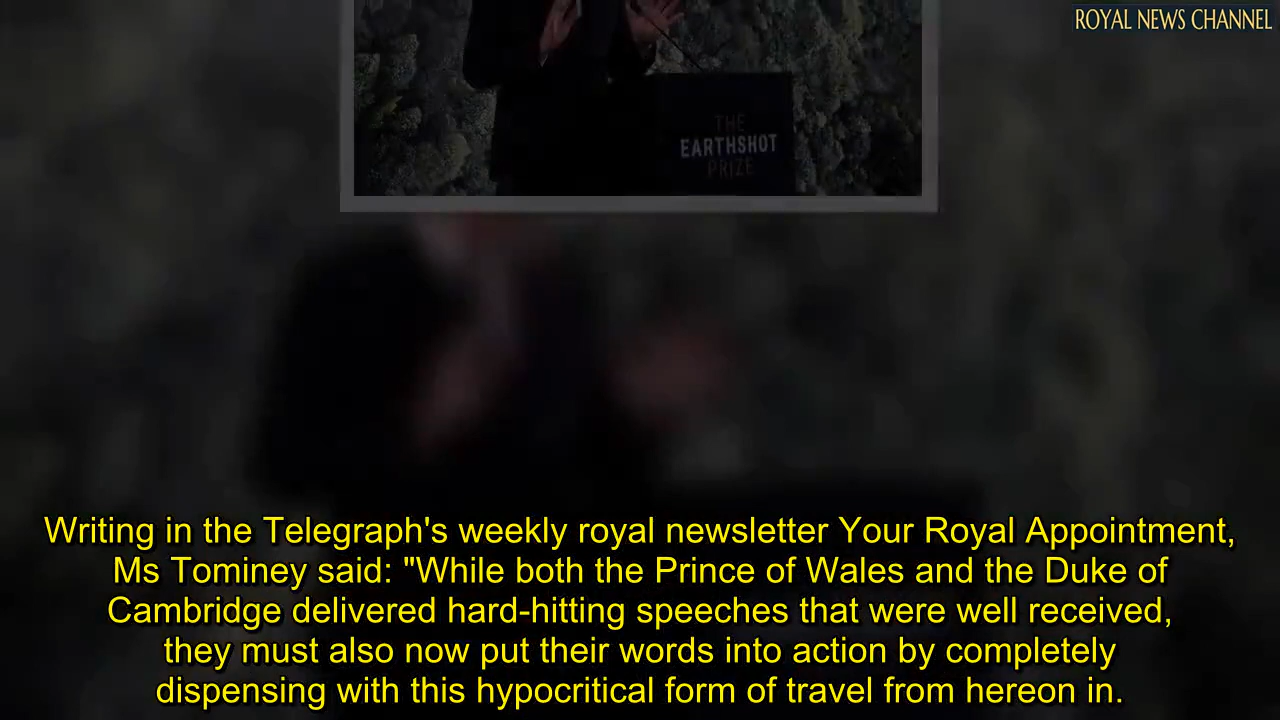 ROYAL NEWS CHANNEL
THE
EARTHSHOT
PRIZE
Writing in the Telegraph's weekly royal newsletter Your Royal Appointment,
Ms Tominey said: "While both the Prince of Wales and the Duke of
Cambridge delivered hard-hitting speeches that were well received,
they must also now put their words into action by completely
dispensing with this hypocritical form of travel from hereon in.